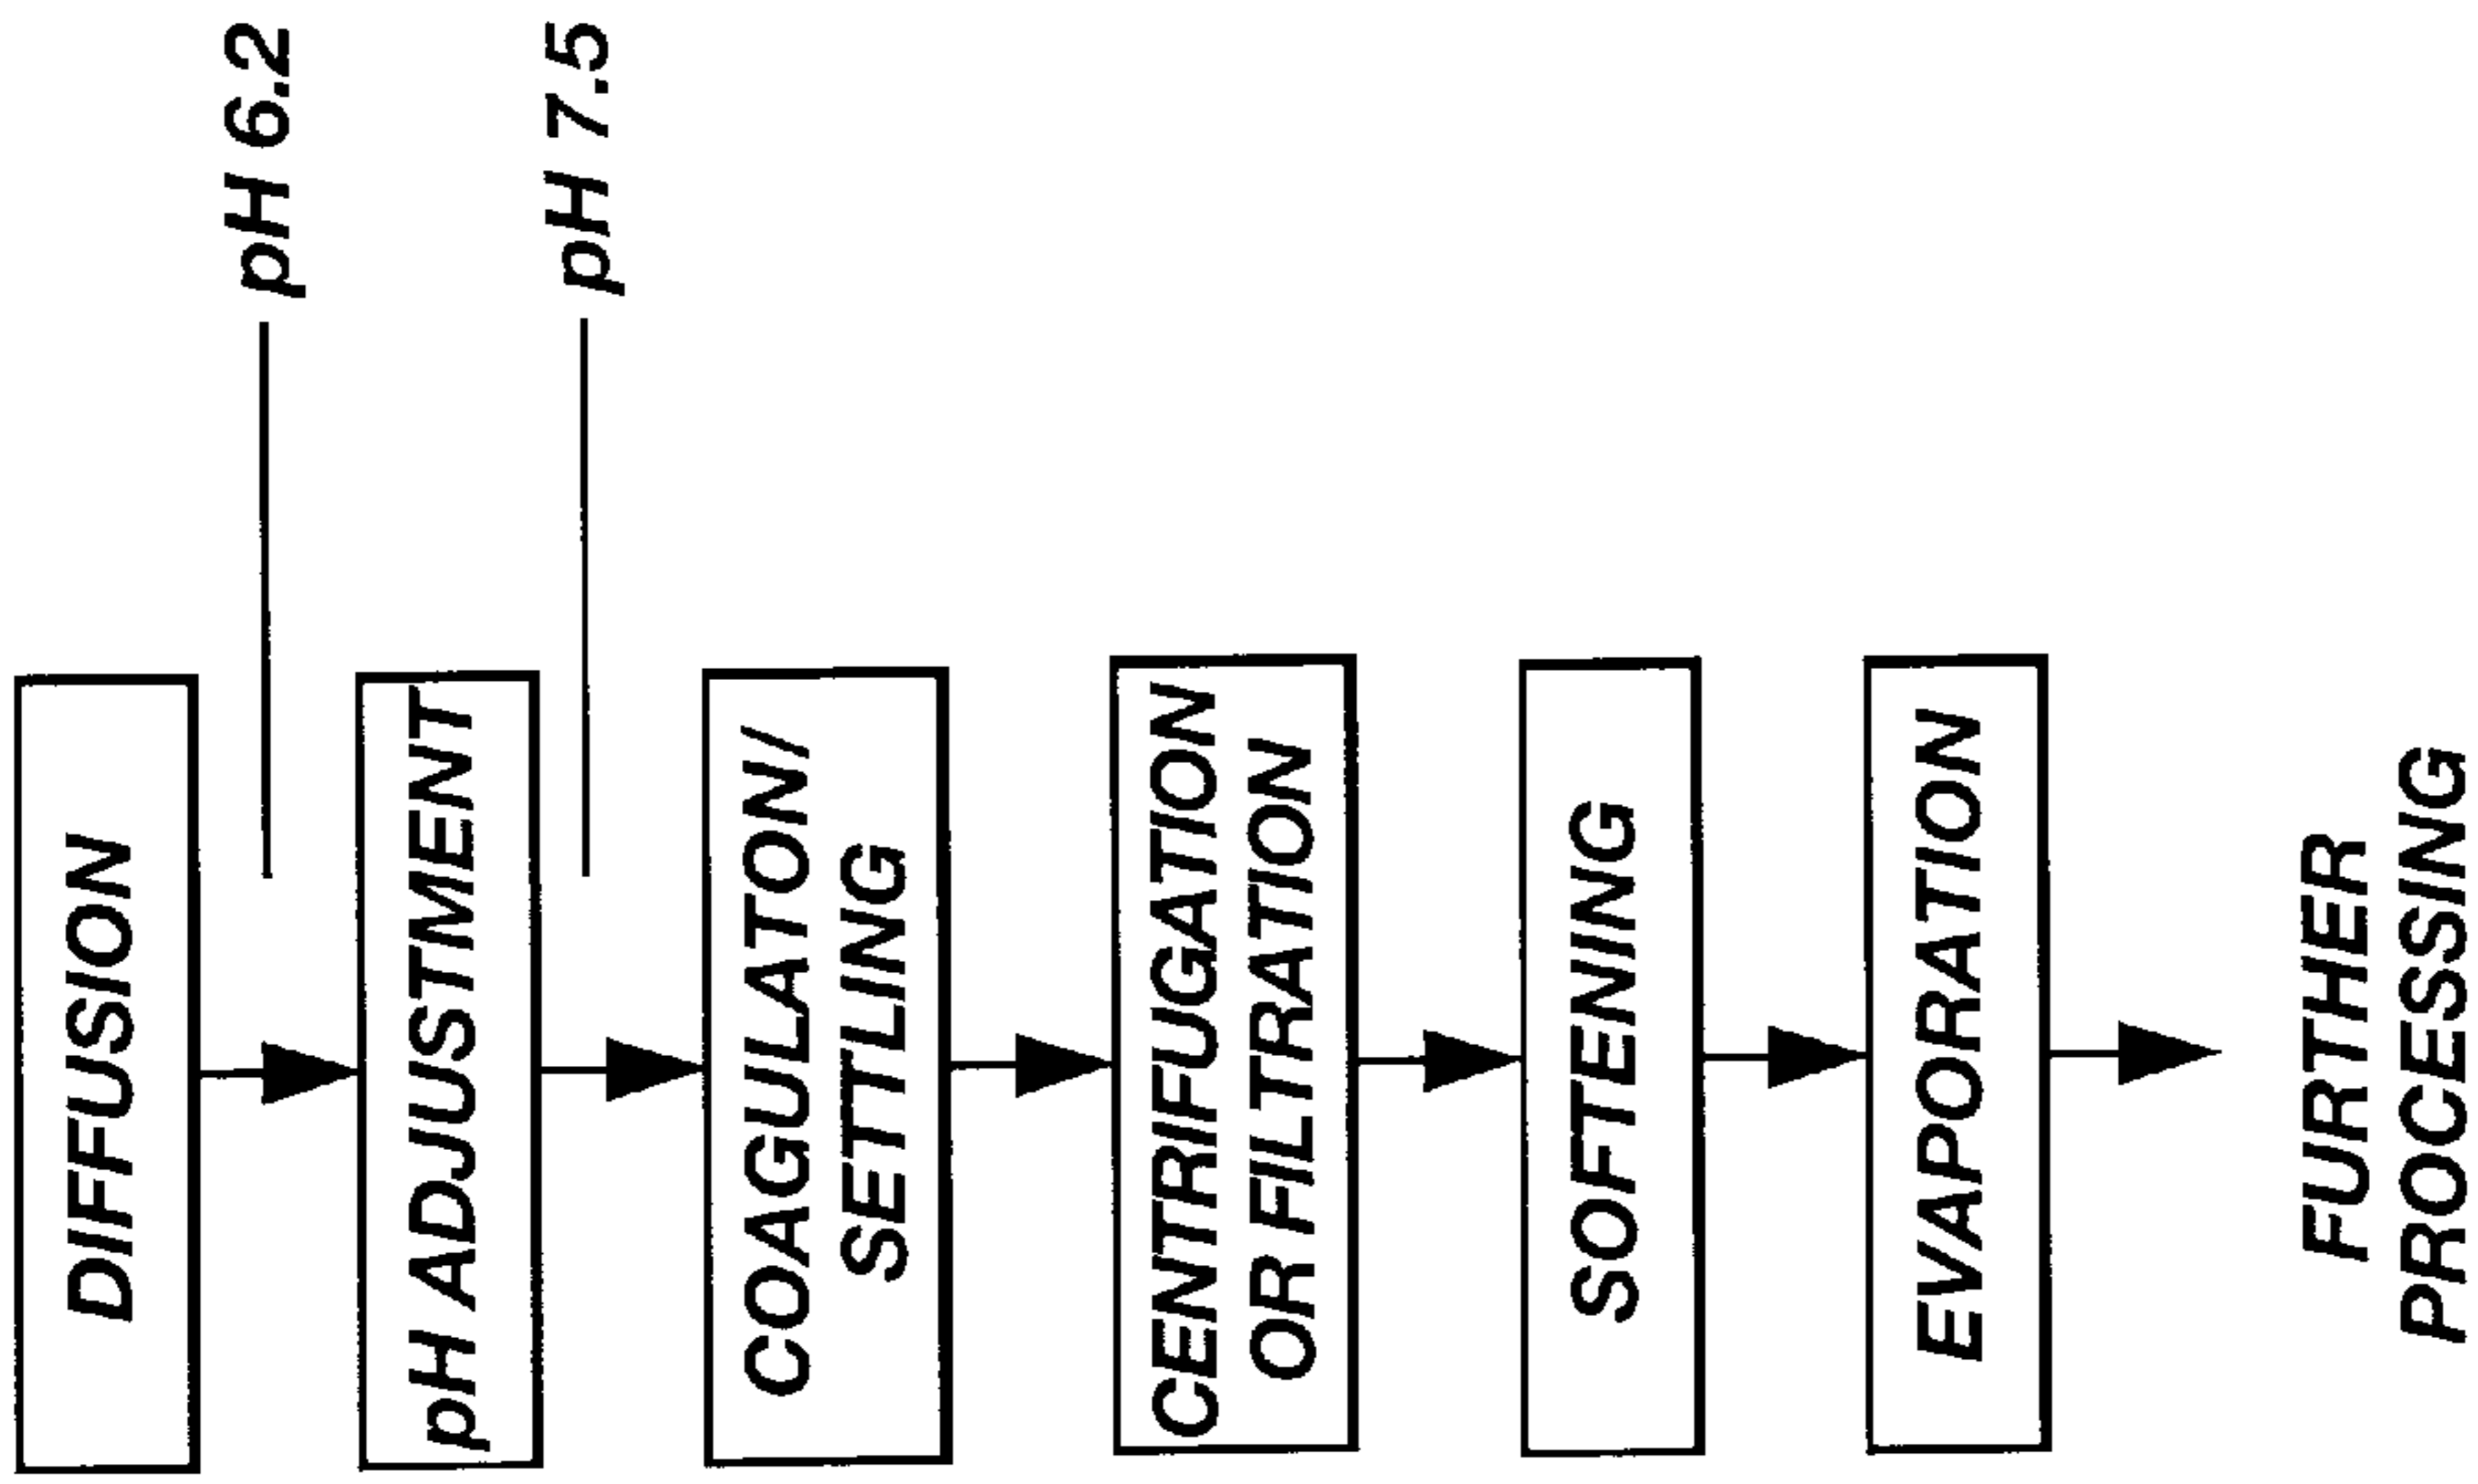 DIFFUSION
pH 6.2
pH ADJUSTMENT
pH 7.5
COAGULATON/
SETTLING
CENTRIFUGATION
OR FILTRATION
SOFTENING
EVAPORATION
FURTHER
PROCESSING